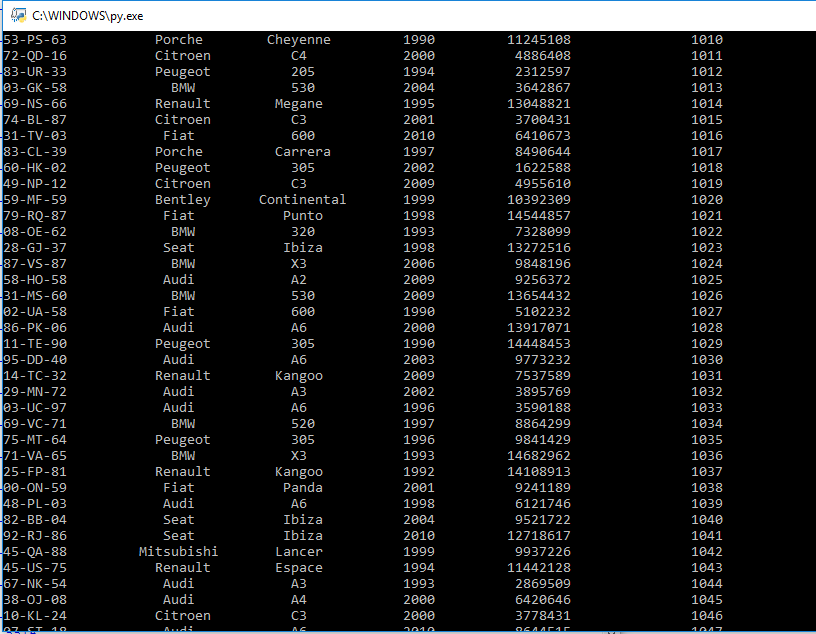 C:\WINDOWS\py.exe
53-PS-63 Porche Cheyenne 1990 11245108 1010
72-QD-16 Citroen C4 2000 4886408 1011
83-UR-33 Peugeot 205 1994 2312597 1012
03-GK-58 BMW 530 2004 3642867 1013
69-NS-66 Renault Megane 1995 13048821 1014
74-BL-87 Citroen C3 2001 3700431 1015
31-TV-03 Fiat 600 2010 6410673 1016
83-CL-39 Porche Carrera 1997 8490644 1017
60-HK-02 Peugeot 305 2002 1622588 1018
49-NP-12 Citroen C3 2009 4955610 1019
59-MF-59 Bentley Continental 1999 10392309 1020
79-RQ-87 Fiat Punto 1998 14544857 1021
08-OE-62 BMW 320 1993 7328099 1022
28-GJ-37 Seat Ibiza 1998 13272516 1023
87-VS-87 BMW X3 2006 9848196 1024
58-HO-58 Audi A2 2009 9256372 1025
31-MS-60 BMW 530 2009 13654432 1026
02-UA-58 Fiat 600 1990 5102232 1027
86-PK-06 Audi A6 2000 13917071 1028
11-TE-90 Peugeot 305 1990 14448453 1029
95-DD-40 Audi A6 2003 9773232 1030
14-TC-32 Renault Kangoo 2009 7537589 1031
29-MN-72 Audi A3 2002 3895769 1032
03-UC-97 Audi A6 1996 3590188 1033
69-VC-71 BMW 520 1997 8864299 1034
75-MT-64 Peugeot 305 1996 9841429 1035
71-VA-65 BMW X3 1993 14682962 1036
25-FP-81 Renault Kangoo 1992 14108913 1037
00-ON-59 Fiat Panda 2001 9241189 1038
48-PL-03 Audi A6 1998 6121746 1039
82-BB-04 Seat Ibiza 2004 9521722 1040
92-RJ-86 Seat Ibiza 2010 12718617 1041
45-QA-88 Mitsubishi Lancer 1999 9937226 1042
45-US-75 Renault Espace 1994 11442128 1043
67-NK-54 Audi A3 1993 2869509 1044
38-OJ-08 Audi A4 2000 6420646 1045
10-KL-24 Citroen C3 2000 3778431 1046
07-ST-18 Audi A6 2010 8644515 1047